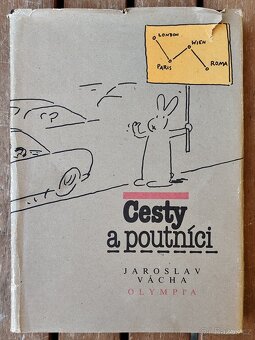 LONDON
WIEN
PARIS
ROMA
Cesty
a poutníci
JAROSLAV
VÁCHA
OLYMPIA